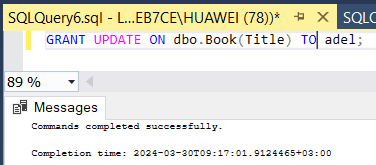 SQLQuery6.sql - L...EB7CE\HUAWEI (78))*
SQLQ
GRANT UPDATE ON dbo.Book(Title) TO adel;
89 %
Messages
Commands completed successfully.
Completion time: 2024-03-30T09:17:01.9124465+03:00